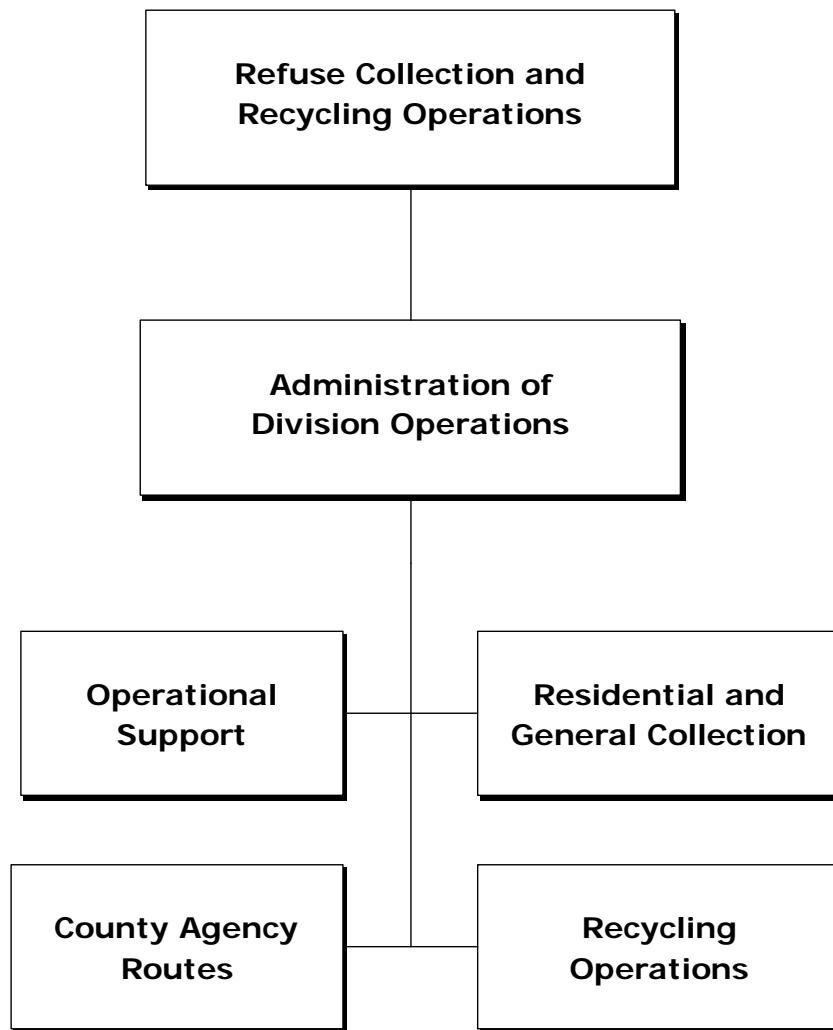 Refuse Collection and
Recycling Operations
Administration of
Division Operations
Operational
Support
Residential and
General Collection
County Agency
Routes
Recycling
Operations